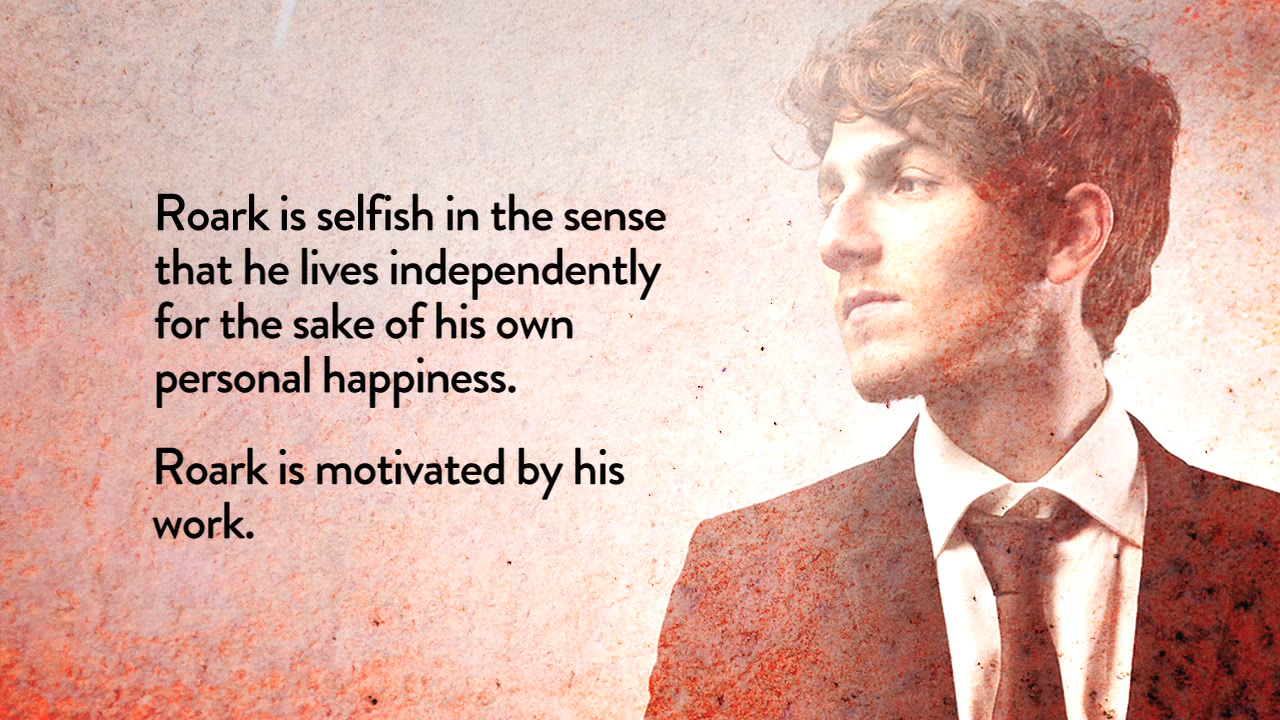 Roark is selfish in the sense
that he lives independently
for the sake of his own
personal happiness.
Roark is motivated by his
work.